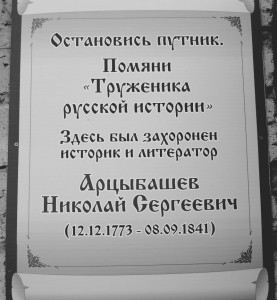 Остановись путник.
Помяни
«Труженика
русской истории»
Здесь был захоронен
историк и литератор
Арцыбашев
Николай Сергеевич
(12.12.1773 - 08.09.1841)